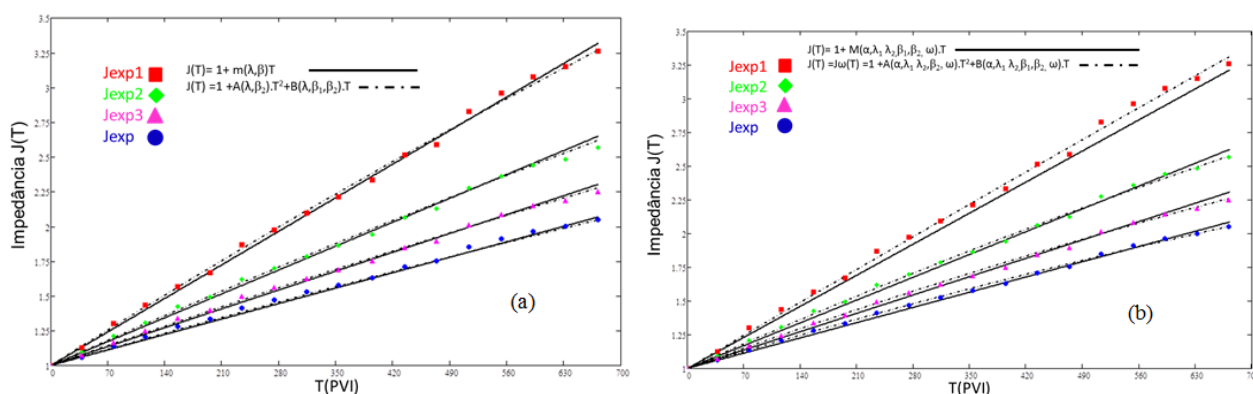 3.5
3.25
3
2.75
2.5
2.25
2
1.75
1.5
1.25
1
Impedância J(T)
Jexp1
Jexp2
Jexp3
Jexp
J(T)= 1+ m(λ,β)T
J(T) =1 +A(λ,β₂).T²+B(λ,β₁,β₂).T
(a)
0 70 140 210 280 350 420 490 560 630 700
T(PVI)
3.5
3.25
3
2.75
2.5
2.25
2
1.75
1.5
1.25
1
Impedância J(T)
Jexp1
Jexp2
Jexp3
Jexp
J(T)= 1+ M(α,λ₁ λ₂,β₁,β₂, ω).T
J(T) =Jω(T) =1 +A(α,λ₁ λ₂,β₂, ω).T²+B(α,λ₁ λ₂,β₁,β₂, ω).T
(b)
0 70 140 210 280 350 420 490 560 630 70
T(PVI)